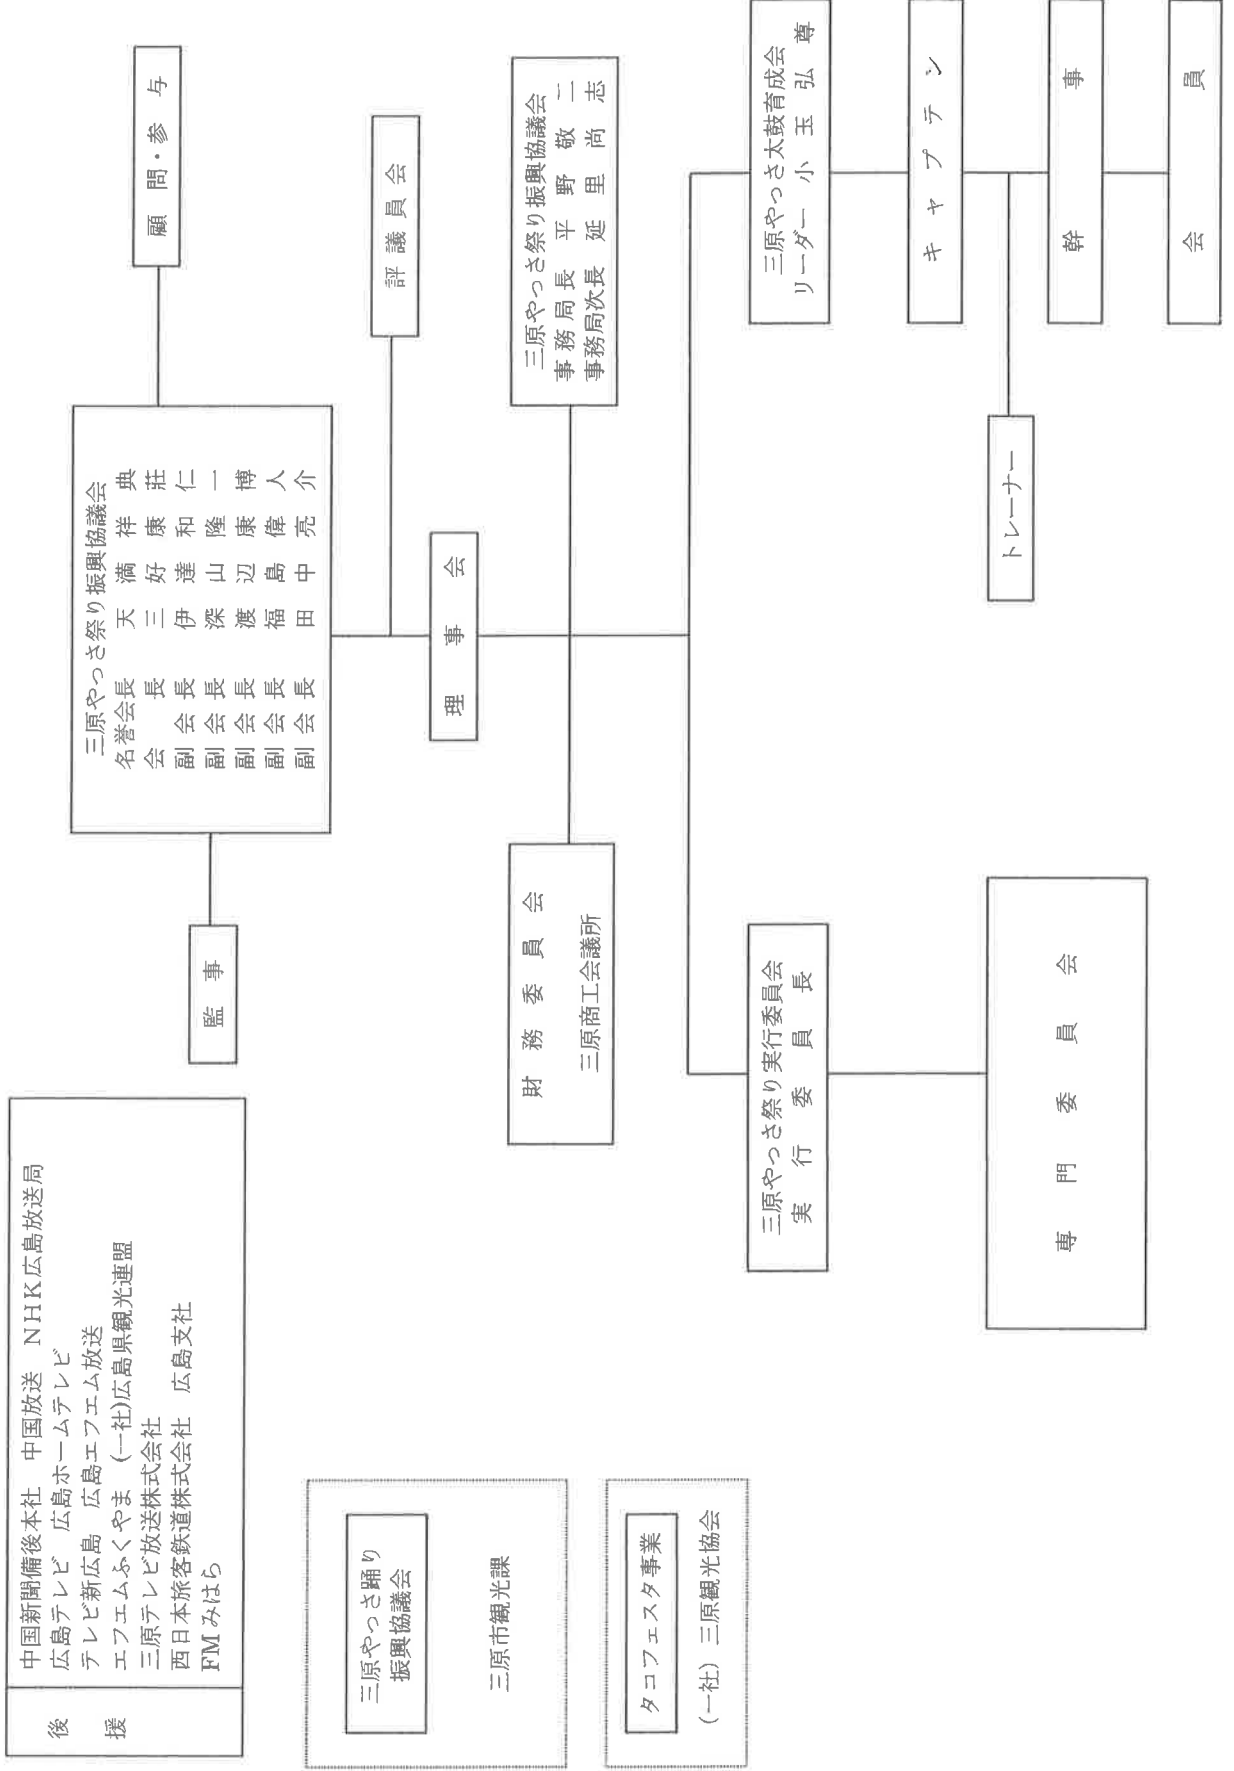 後援
中国新聞備後本社 中国放送 NHK広島放送局
広島テレビ 広島ホームテレビ
テレビ新広島 広島エフエム放送
エフエムふくやま (一社)広島県観光連盟
三原テレビ放送株式会社
西日本旅客鉄道株式会社 広島支社
FMみはら
監事
三原やっさ祭り振興協議会
名誉会長 天満祥典
会長 三好康莊
副会長 伊達和仁
副会長 深山隆一
副会長 渡辺康博
副会長 福島偉人
副会長 田中亮介
顧問・参与
評議員会
理事会
財務委員会
三原商工会議所
三原やっさ祭り振興協議会
事務局長 平野敬二
事務局次長 延里尚志
三原やっさ踊り
振興協議会
三原市観光課
タコフェスタ事業
(一社) 三原観光協会
三原やっさ祭り実行委員会
実行委員長
専門委員会
三原やっさ太鼓育成会
リーダー 小玉弘尊
キャプテン
トレーナー
幹事
会員